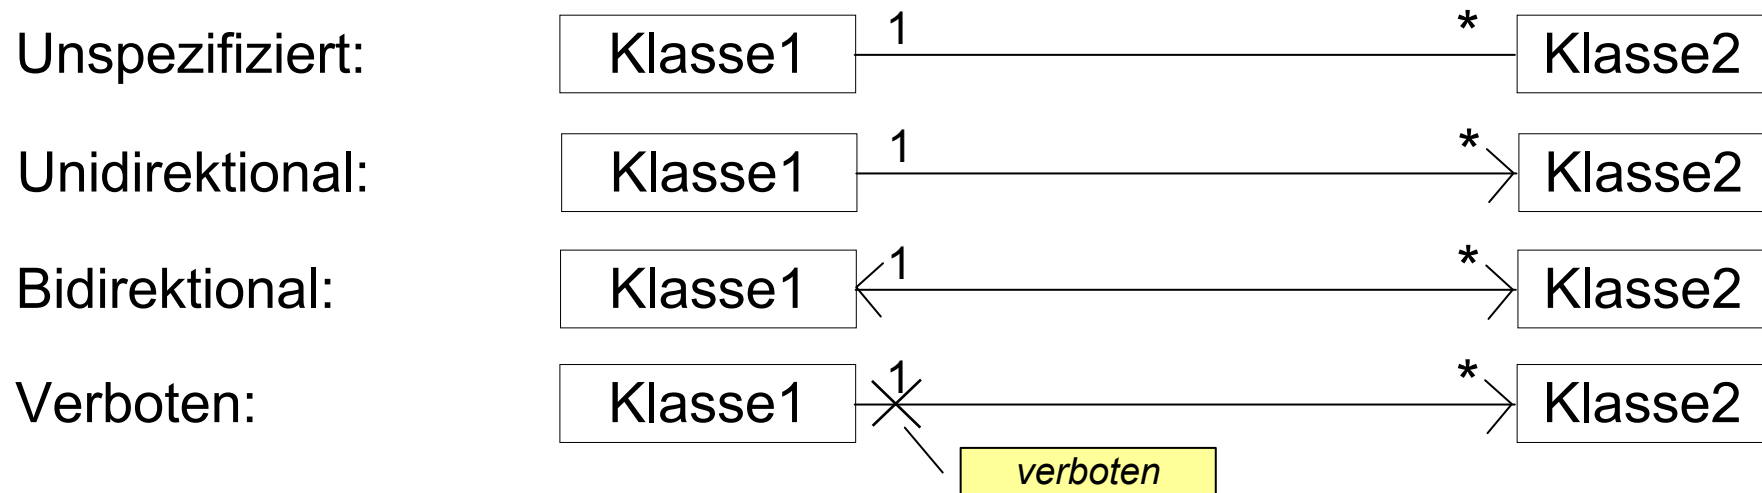 Unspezifiziert: Klasse1 1 * Klasse2
Unidirektional: Klasse1 1 * Klasse2
Bidirektional: Klasse1 1 * Klasse2
Verboten: Klasse1 1 * Klasse2
verboten